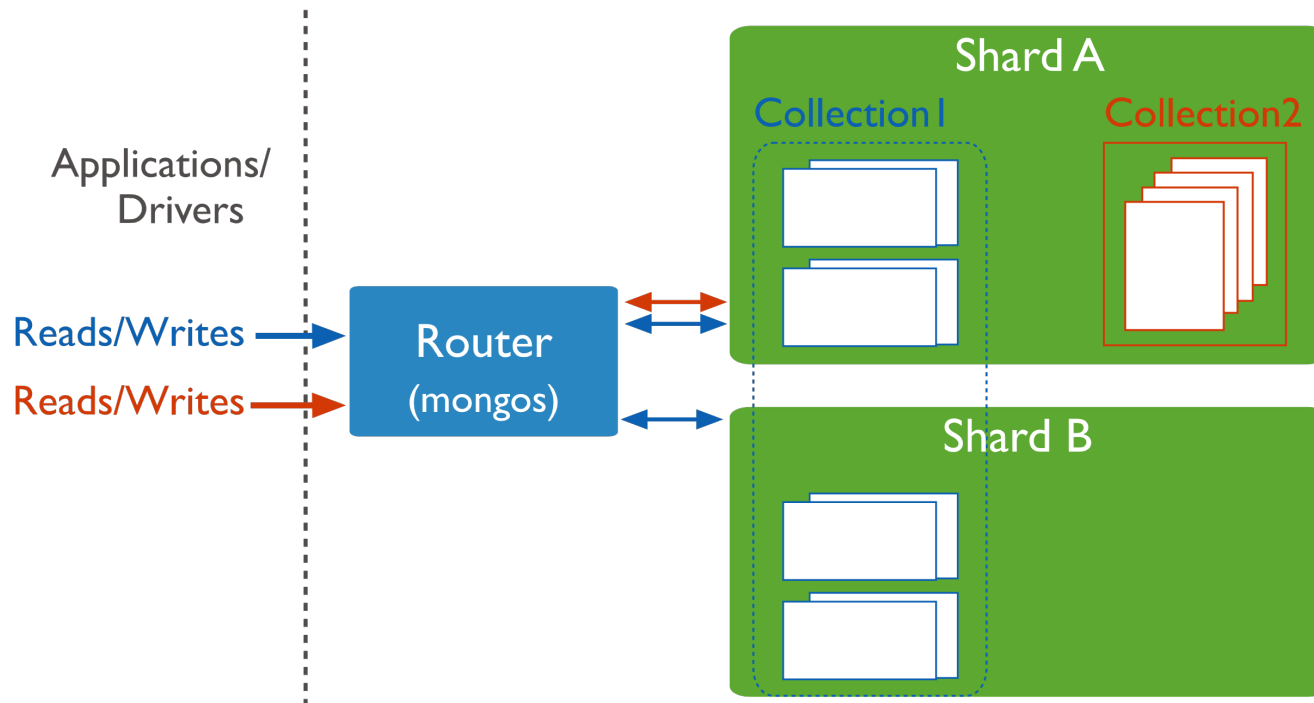 Applications/
Drivers
Reads/Writes
Reads/Writes
Router
(mongos)
Shard A
Collection1
Collection2
Shard B